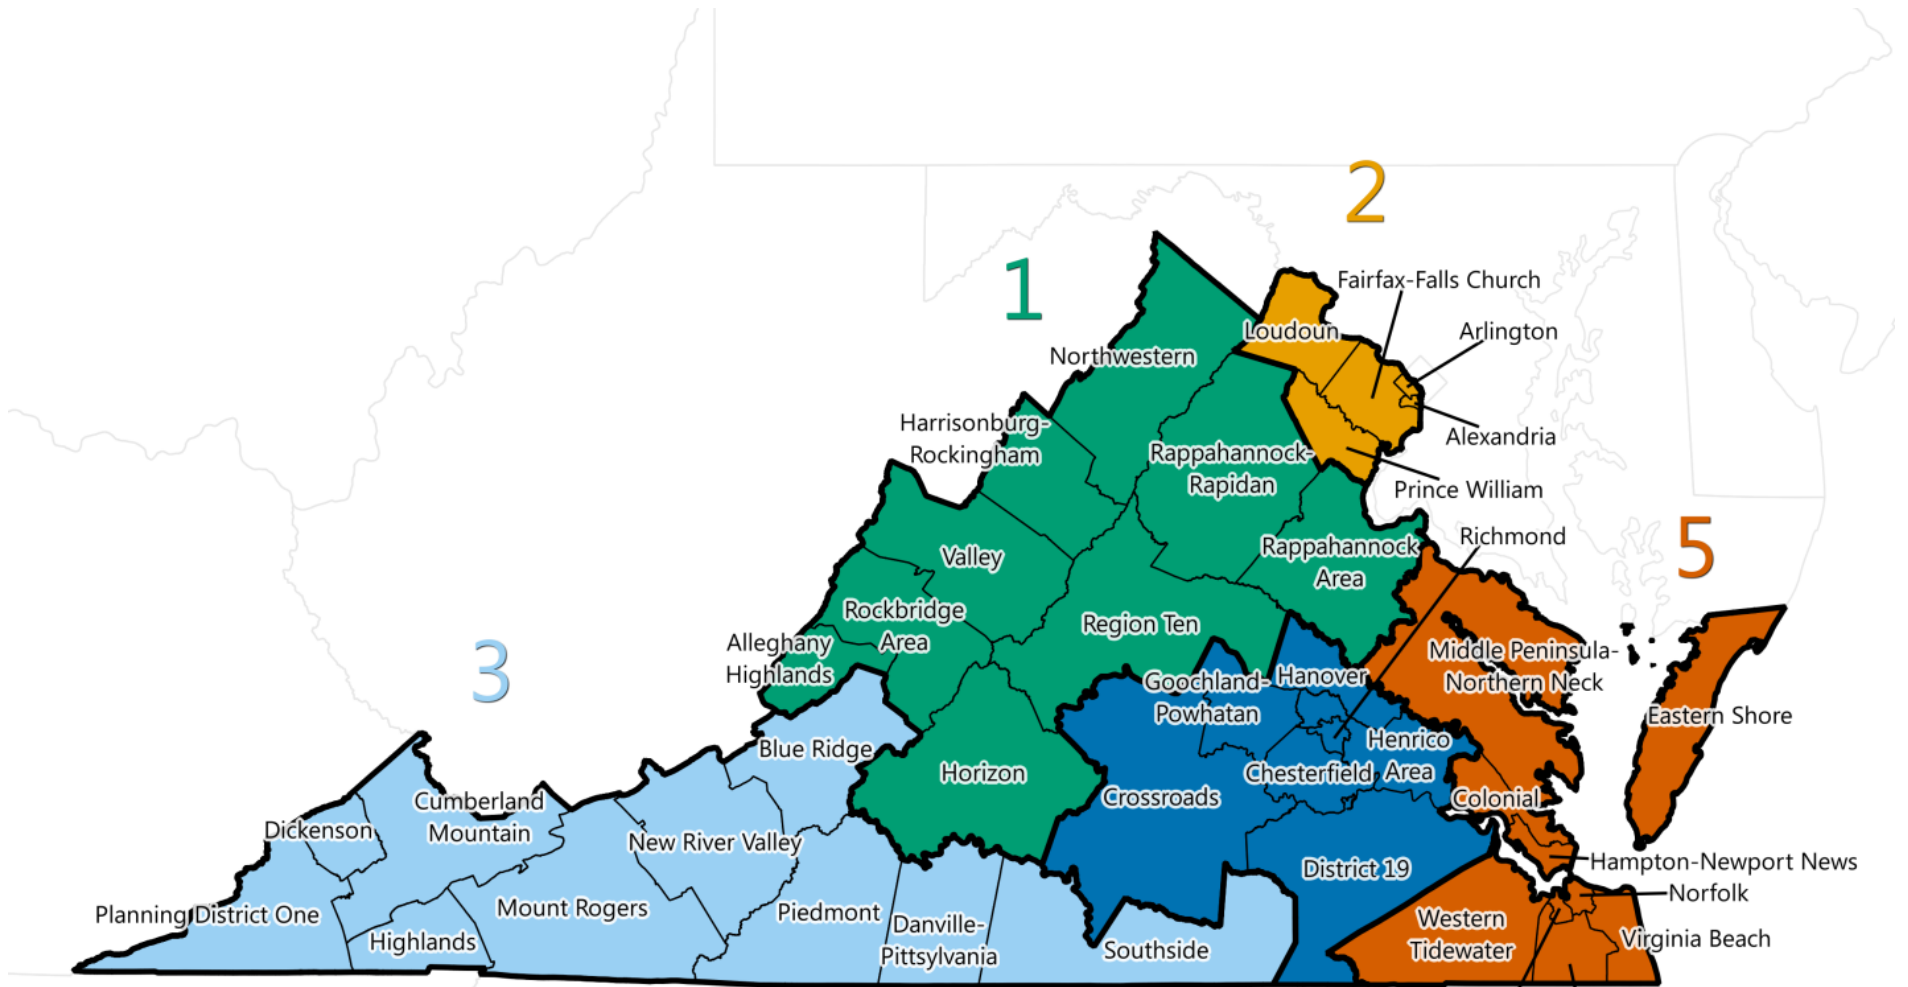 2
1
Fairfax-Falls Church
Loudoun
Arlington
Northwestern
Harrisonburg-
Rockingham
Alexandria
Rappahannock-
Rapidan
Prince William
Richmond
5
Valley
Rappahannock
Area
Rockbridge
Area
Region Ten
Alleghany
Highlands
3
Middle Peninsula-
Northern Neck
Hanover
Goochland-
Powhatan
Eastern Shore
Blue Ridge
Henrico
Area
Horizon
Chesterfield
Crossroads
Colonial
Cumberland
Mountain
Dickenson
New River Valley
Hampton-Newport News
District 19
Norfolk
Planning District One
Mount Rogers
Piedmont
Danville-
Pittsylvania
Western
Tidewater
Highlands
Southside
Virginia Beach